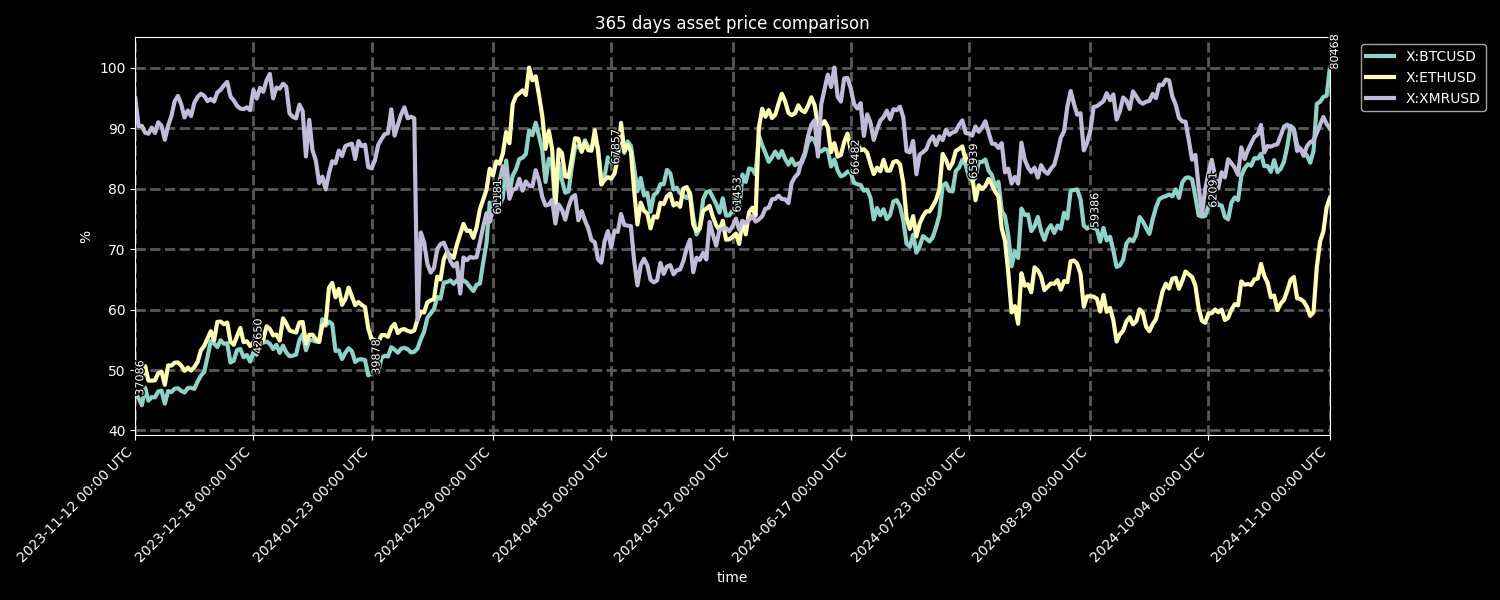 365 days asset price comparison
X:BTCUSD
X:ETHUSD
X:XMRUSD
%
100
90
80
70
60
50
40
37086
42650
39878
61181
67857
61453
66482
65939
59386
62091
80468
2023-11-12 00:00 UTC
2023-12-18 00:00 UTC
2024-01-23 00:00 UTC
2024-02-29 00:00 UTC
2024-04-05 00:00 UTC
2024-05-12 00:00 UTC
2024-06-17 00:00 UTC
2024-07-23 00:00 UTC
2024-08-29 00:00 UTC
2024-10-04 00:00 UTC
2024-11-10 00:00 UTC
time